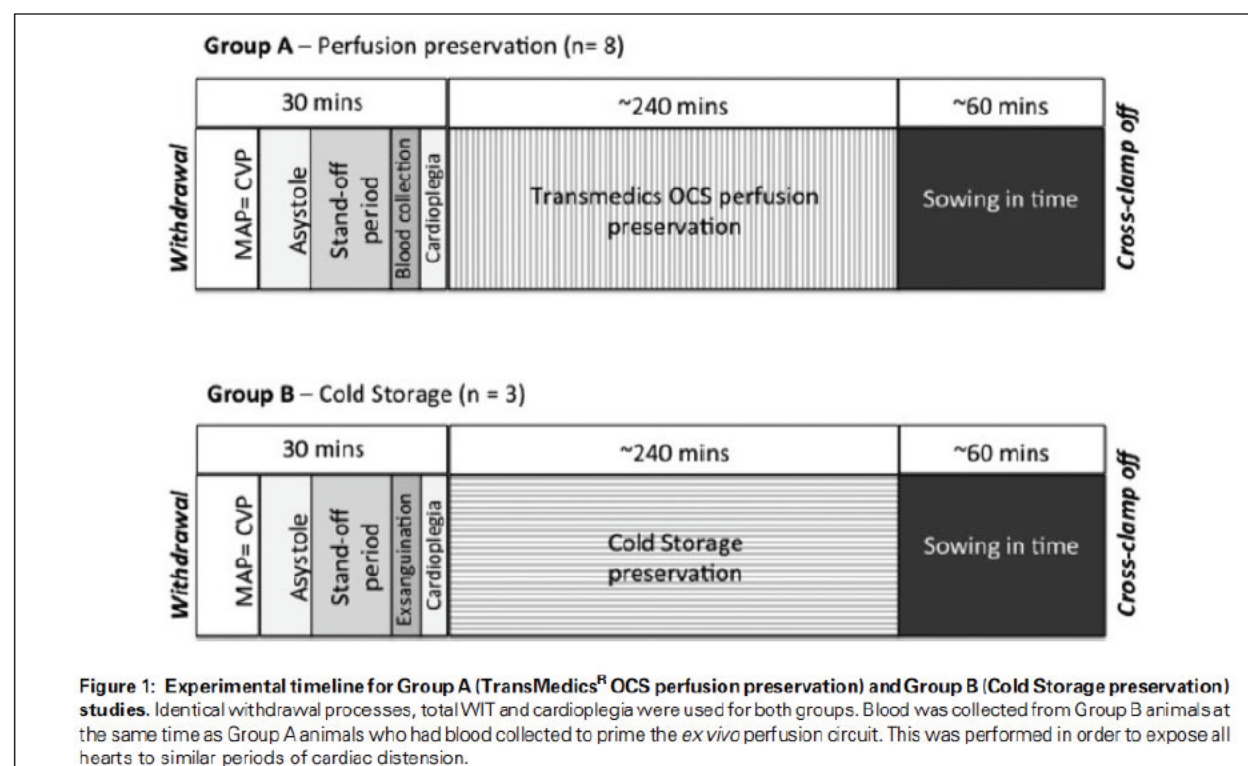 Group A – Perfusion preservation (n= 8)
30 mins
~240 mins
~60 mins
Withdrawal
MAP= CVP
Asystole
Stand-off
period
Blood collection
Cardioplegia
Transmedics OCS perfusion
preservation
Sowing in time
Cross-clamp off
Group B – Cold Storage (n = 3)
30 mins
~240 mins
~60 mins
Withdrawal
MAP= CVP
Asystole
Stand-off
period
Exsanguination
Cardioplegia
Cold Storage
preservation
Sowing in time
Cross-clamp off
Figure 1: Experimental timeline for Group A (TransMedicsᴿ OCS perfusion preservation) and Group B (Cold Storage preservation)
studies. Identical withdrawal processes, total WIT and cardioplegia were used for both groups. Blood was collected from Group B animals at
the same time as Group A animals who had blood collected to prime the ex vivo perfusion circuit. This was performed in order to expose all
hearts to similar periods of cardiac distension.